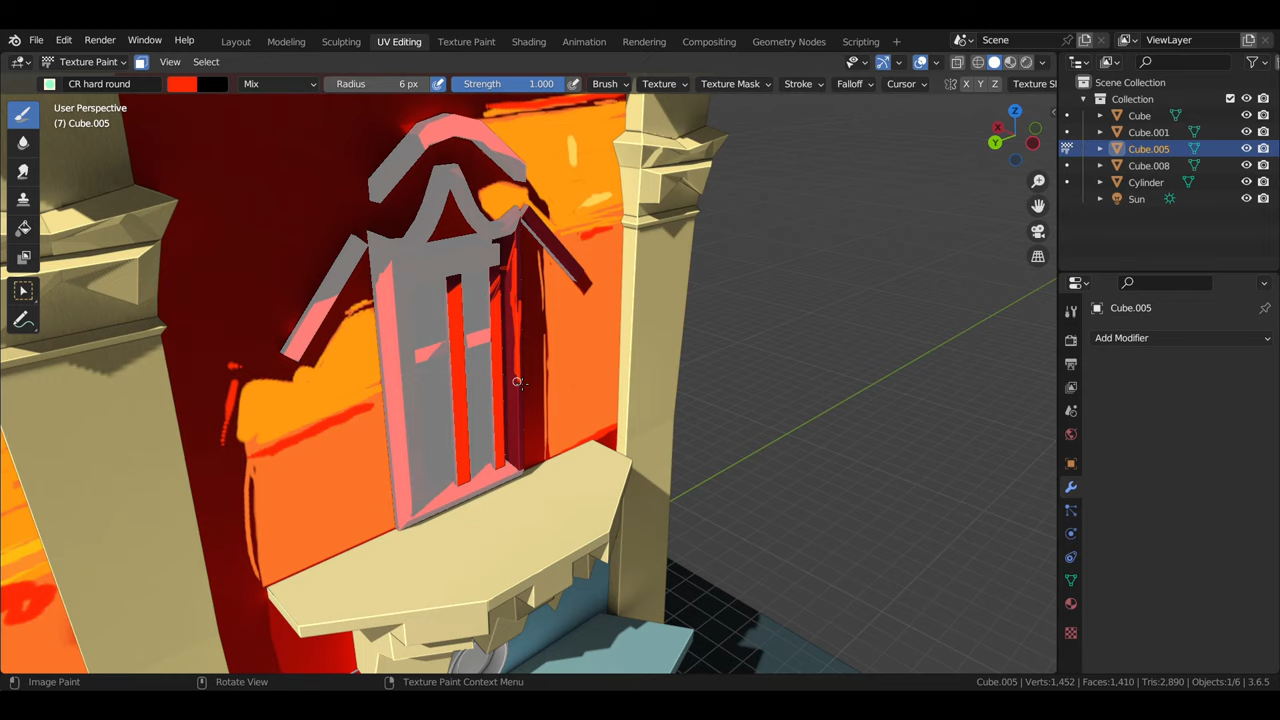 File Edit Render Window Help Layout Modeling Sculpting UV Editing Texture Paint Shading Animation Rendering Compositing Geometry Nodes Scripting + Scene ViewLayer
Texture Paint View Select
CR hard round Mix Radius 6 px Strength 1.000 Brush Texture Texture Mask Stroke Falloff Cursor X Y Z Texture Sl
User Perspective
(7) Cube.005
Z
X
Y
Scene Collection
Collection
Cube
Cube.001
Cube.005
Cube.008
Cylinder
Sun
Cube.005
Add Modifier
Image Paint Rotate View Texture Paint Context Menu Cube.005 | Verts:1,452 | Faces:1,410 | Tris:2,890 | Objects:1/6 | 3.6.5